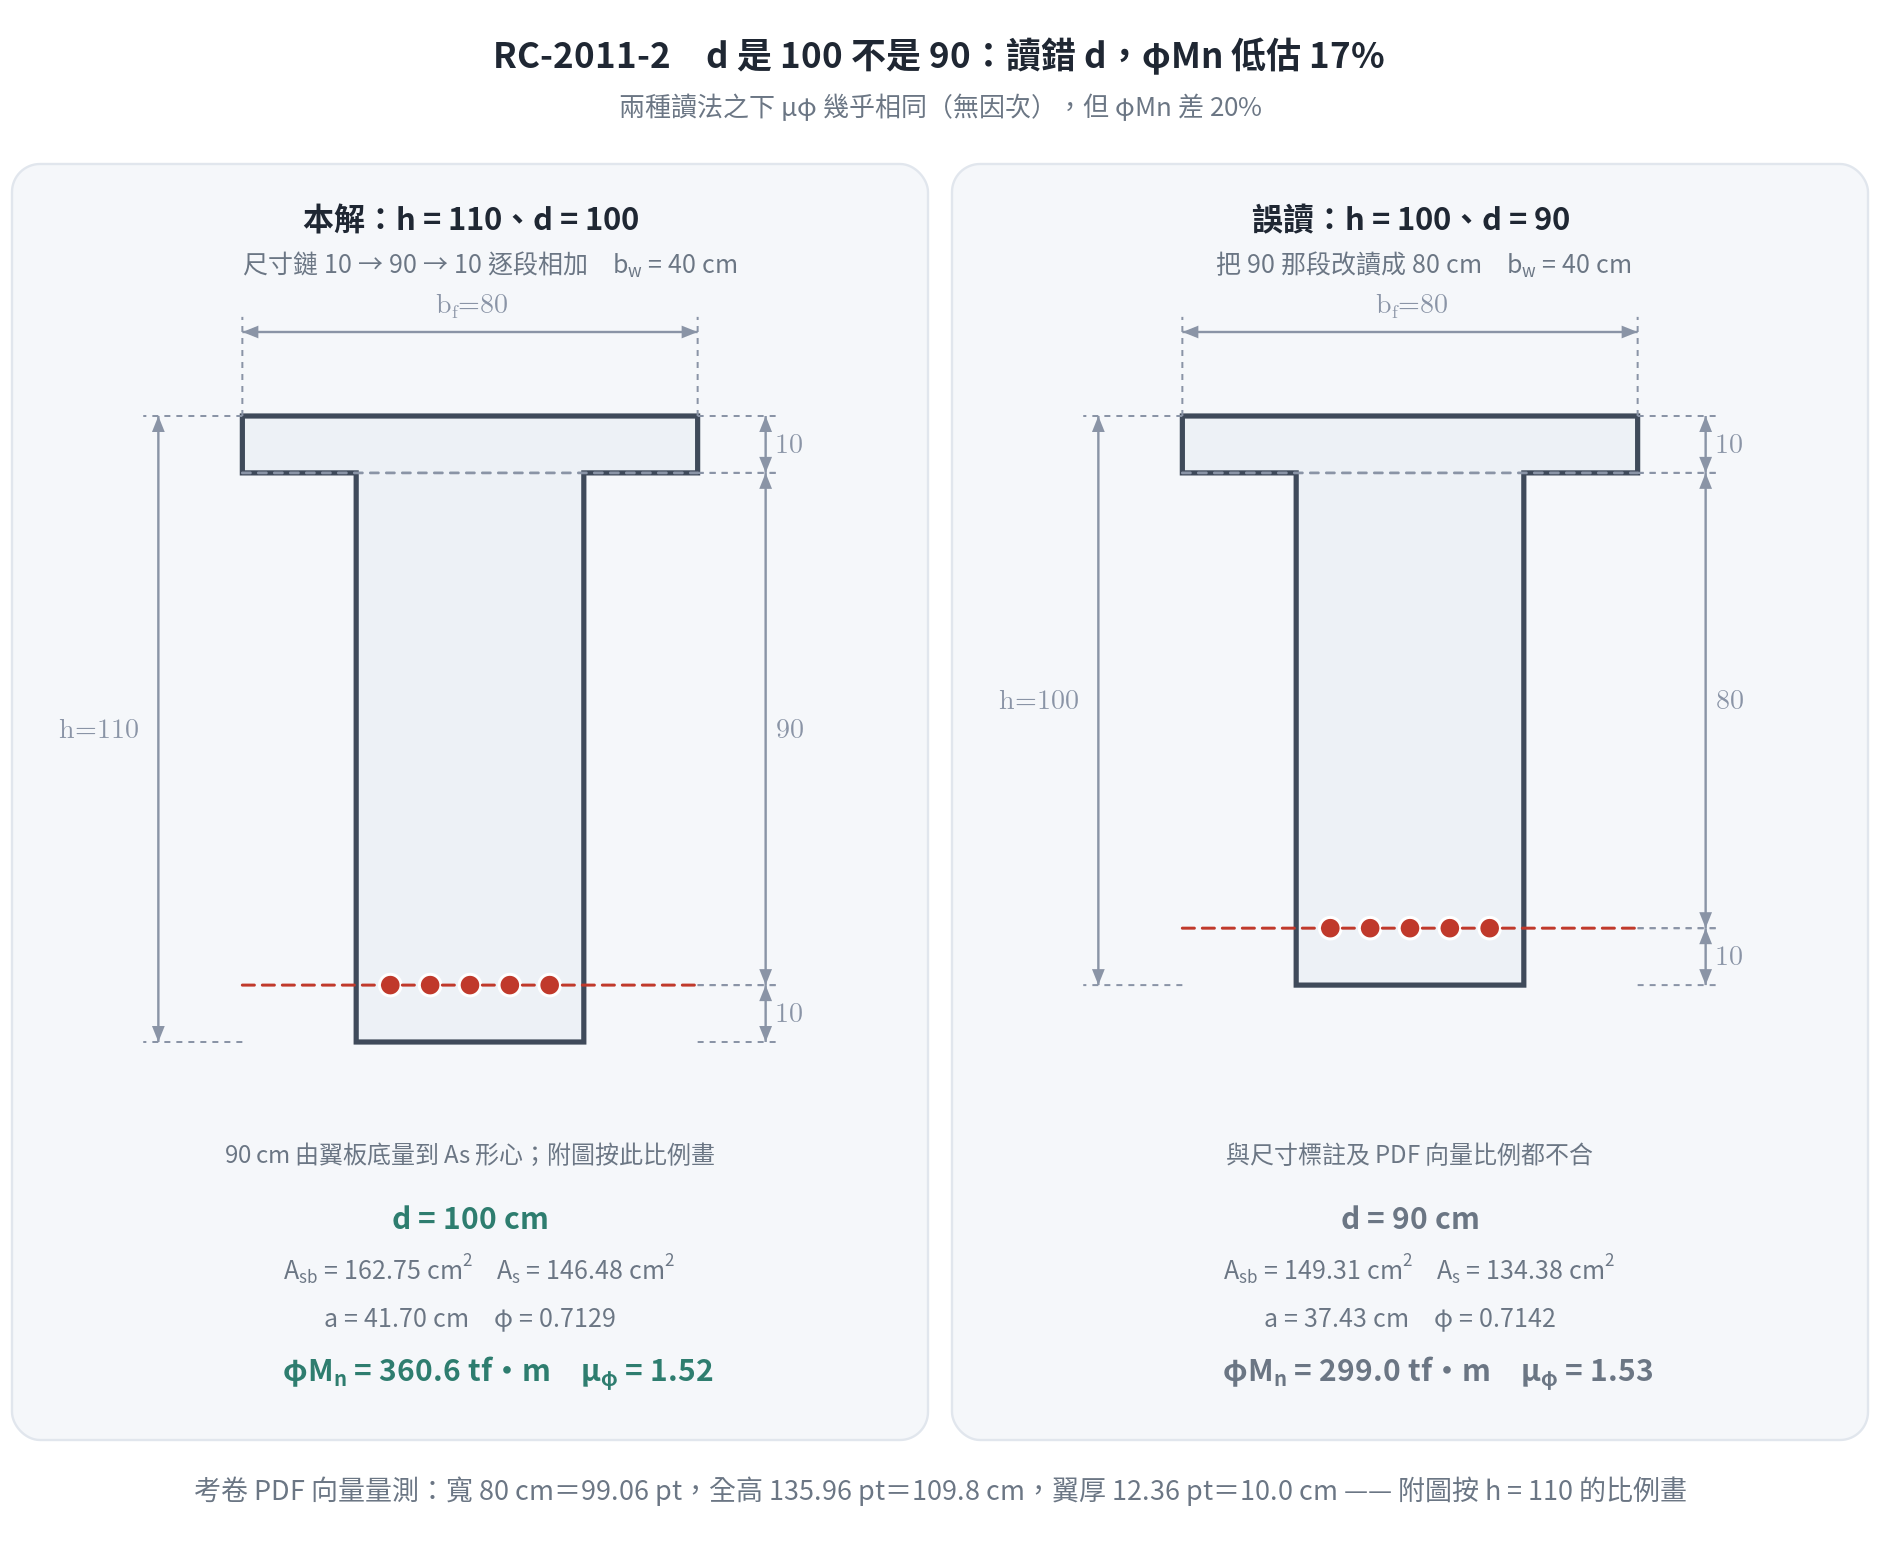 RC-2011-2　d 是 100 不是 90：讀錯 d，ϕMn 低估 17%
兩種讀法之下 μϕ 幾乎相同（無因次），但 ϕMn 差 20%
本解：h = 110、d = 100
尺寸鏈 10 → 90 → 10 逐段相加　bw = 40 cm
bf=80
10
h=110
90
10
90 cm 由翼板底量到 As 形心；附圖按此比例畫
d = 100 cm
Asb = 162.75 cm²　As = 146.48 cm²
a = 41.70 cm　ϕ = 0.7129
ϕMn = 360.6 tf・m　μϕ = 1.52
誤讀：h = 100、d = 90
把 90 那段改讀成 80 cm　bw = 40 cm
bf=80
10
h=100
80
10
與尺寸標註及 PDF 向量比例都不合
d = 90 cm
Asb = 149.31 cm²　As = 134.38 cm²
a = 37.43 cm　ϕ = 0.7142
ϕMn = 299.0 tf・m　μϕ = 1.53
考卷 PDF 向量量測：寬 80 cm＝99.06 pt，全高 135.96 pt＝109.8 cm，翼厚 12.36 pt＝10.0 cm —— 附圖按 h = 110 的比例畫